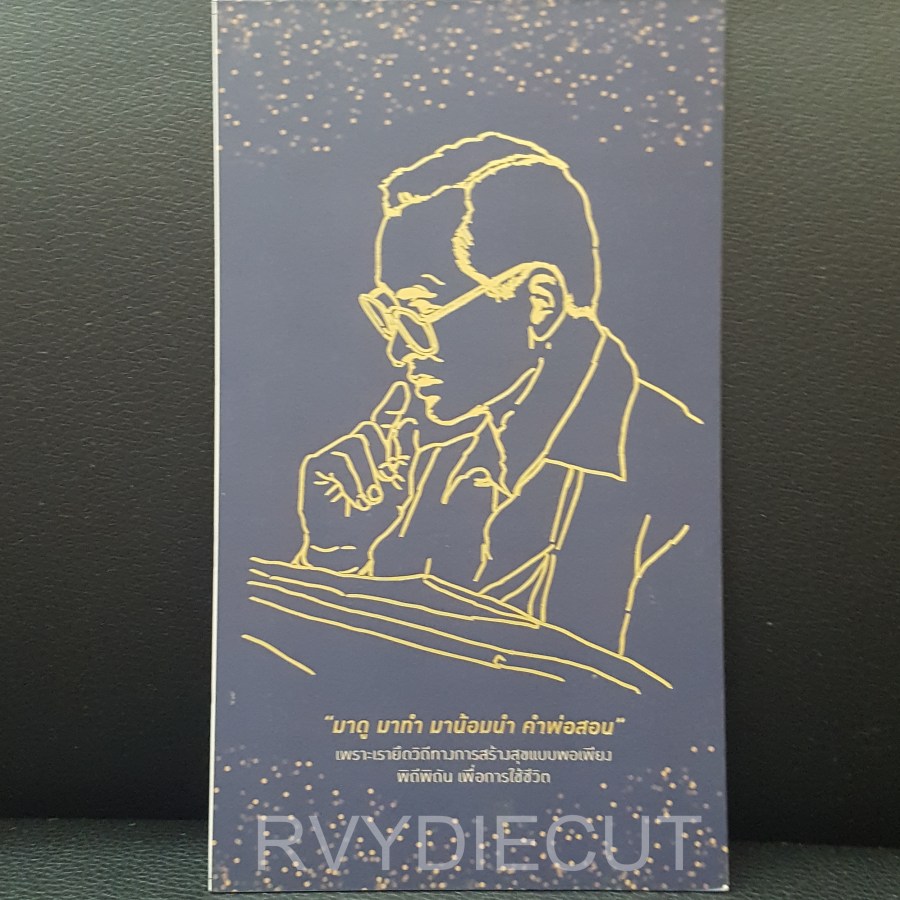 “มาดู มาทำ มาน้อมนำ คำพ่อสอน”
เพราะเรายึดวิถีทางการสร้างสุขแบบพอเพียง
พิถีพิถัน เพื่อการใช้ชีวิต
RVYDIECUT